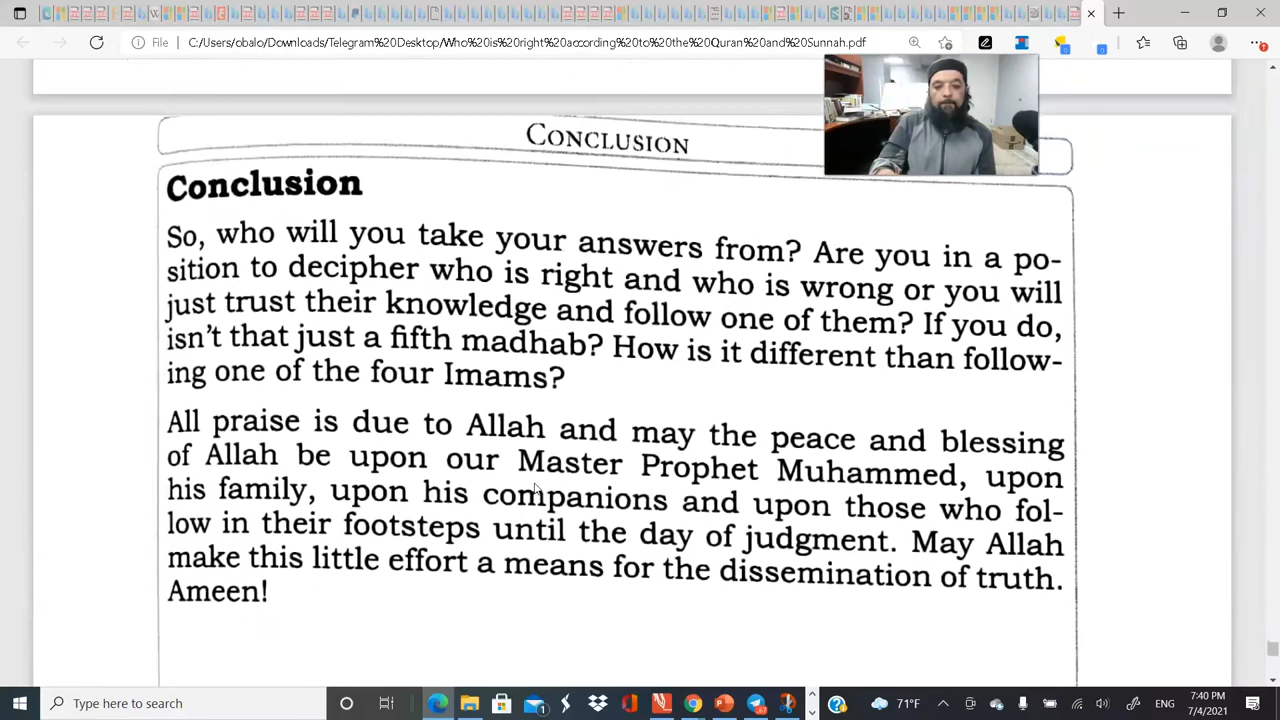 File
C:/Users/obalo/Downloads/Telegram%20Desktop/Who%20is%20right%20according%20to%20the%20Quran%20and%20Sunnah.pdf
CONCLUSION
Conclusion
So, who will you take your answers from? Are you in a po-
sition to decipher who is right and who is wrong or you will
just trust their knowledge and follow one of them? If you do,
isn't that just a fifth madhab? How is it different than follow-
ing one of the four Imams?
All praise is due to Allah and may the peace and blessing
of Allah be upon our Master Prophet Muhammed, upon
his family, upon his companions and upon those who fol-
low in their footsteps until the day of judgment. May Allah
make this little effort a means for the dissemination of truth.
Ameen!
Type here to search
71°F
ENG
7:40 PM
7/4/2021